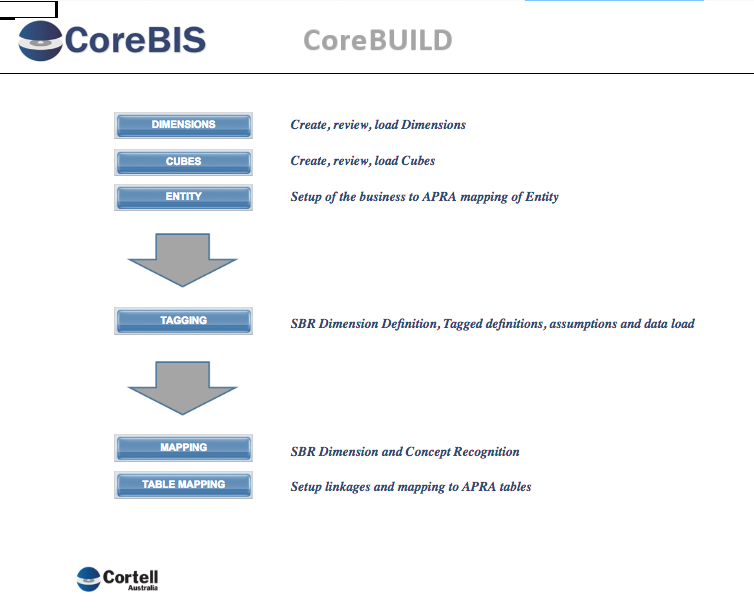 CoreBIS
CoreBUILD
DIMENSIONS
Create, review, load Dimensions
CUBES
Create, review, load Cubes
ENTITY
Setup of the business to APRA mapping of Entity
TAGGING
SBR Dimension Definition, Tagged definitions, assumptions and data load
MAPPING
SBR Dimension and Concept Recognition
TABLE MAPPING
Setup linkages and mapping to APRA tables
Cortell
Australia